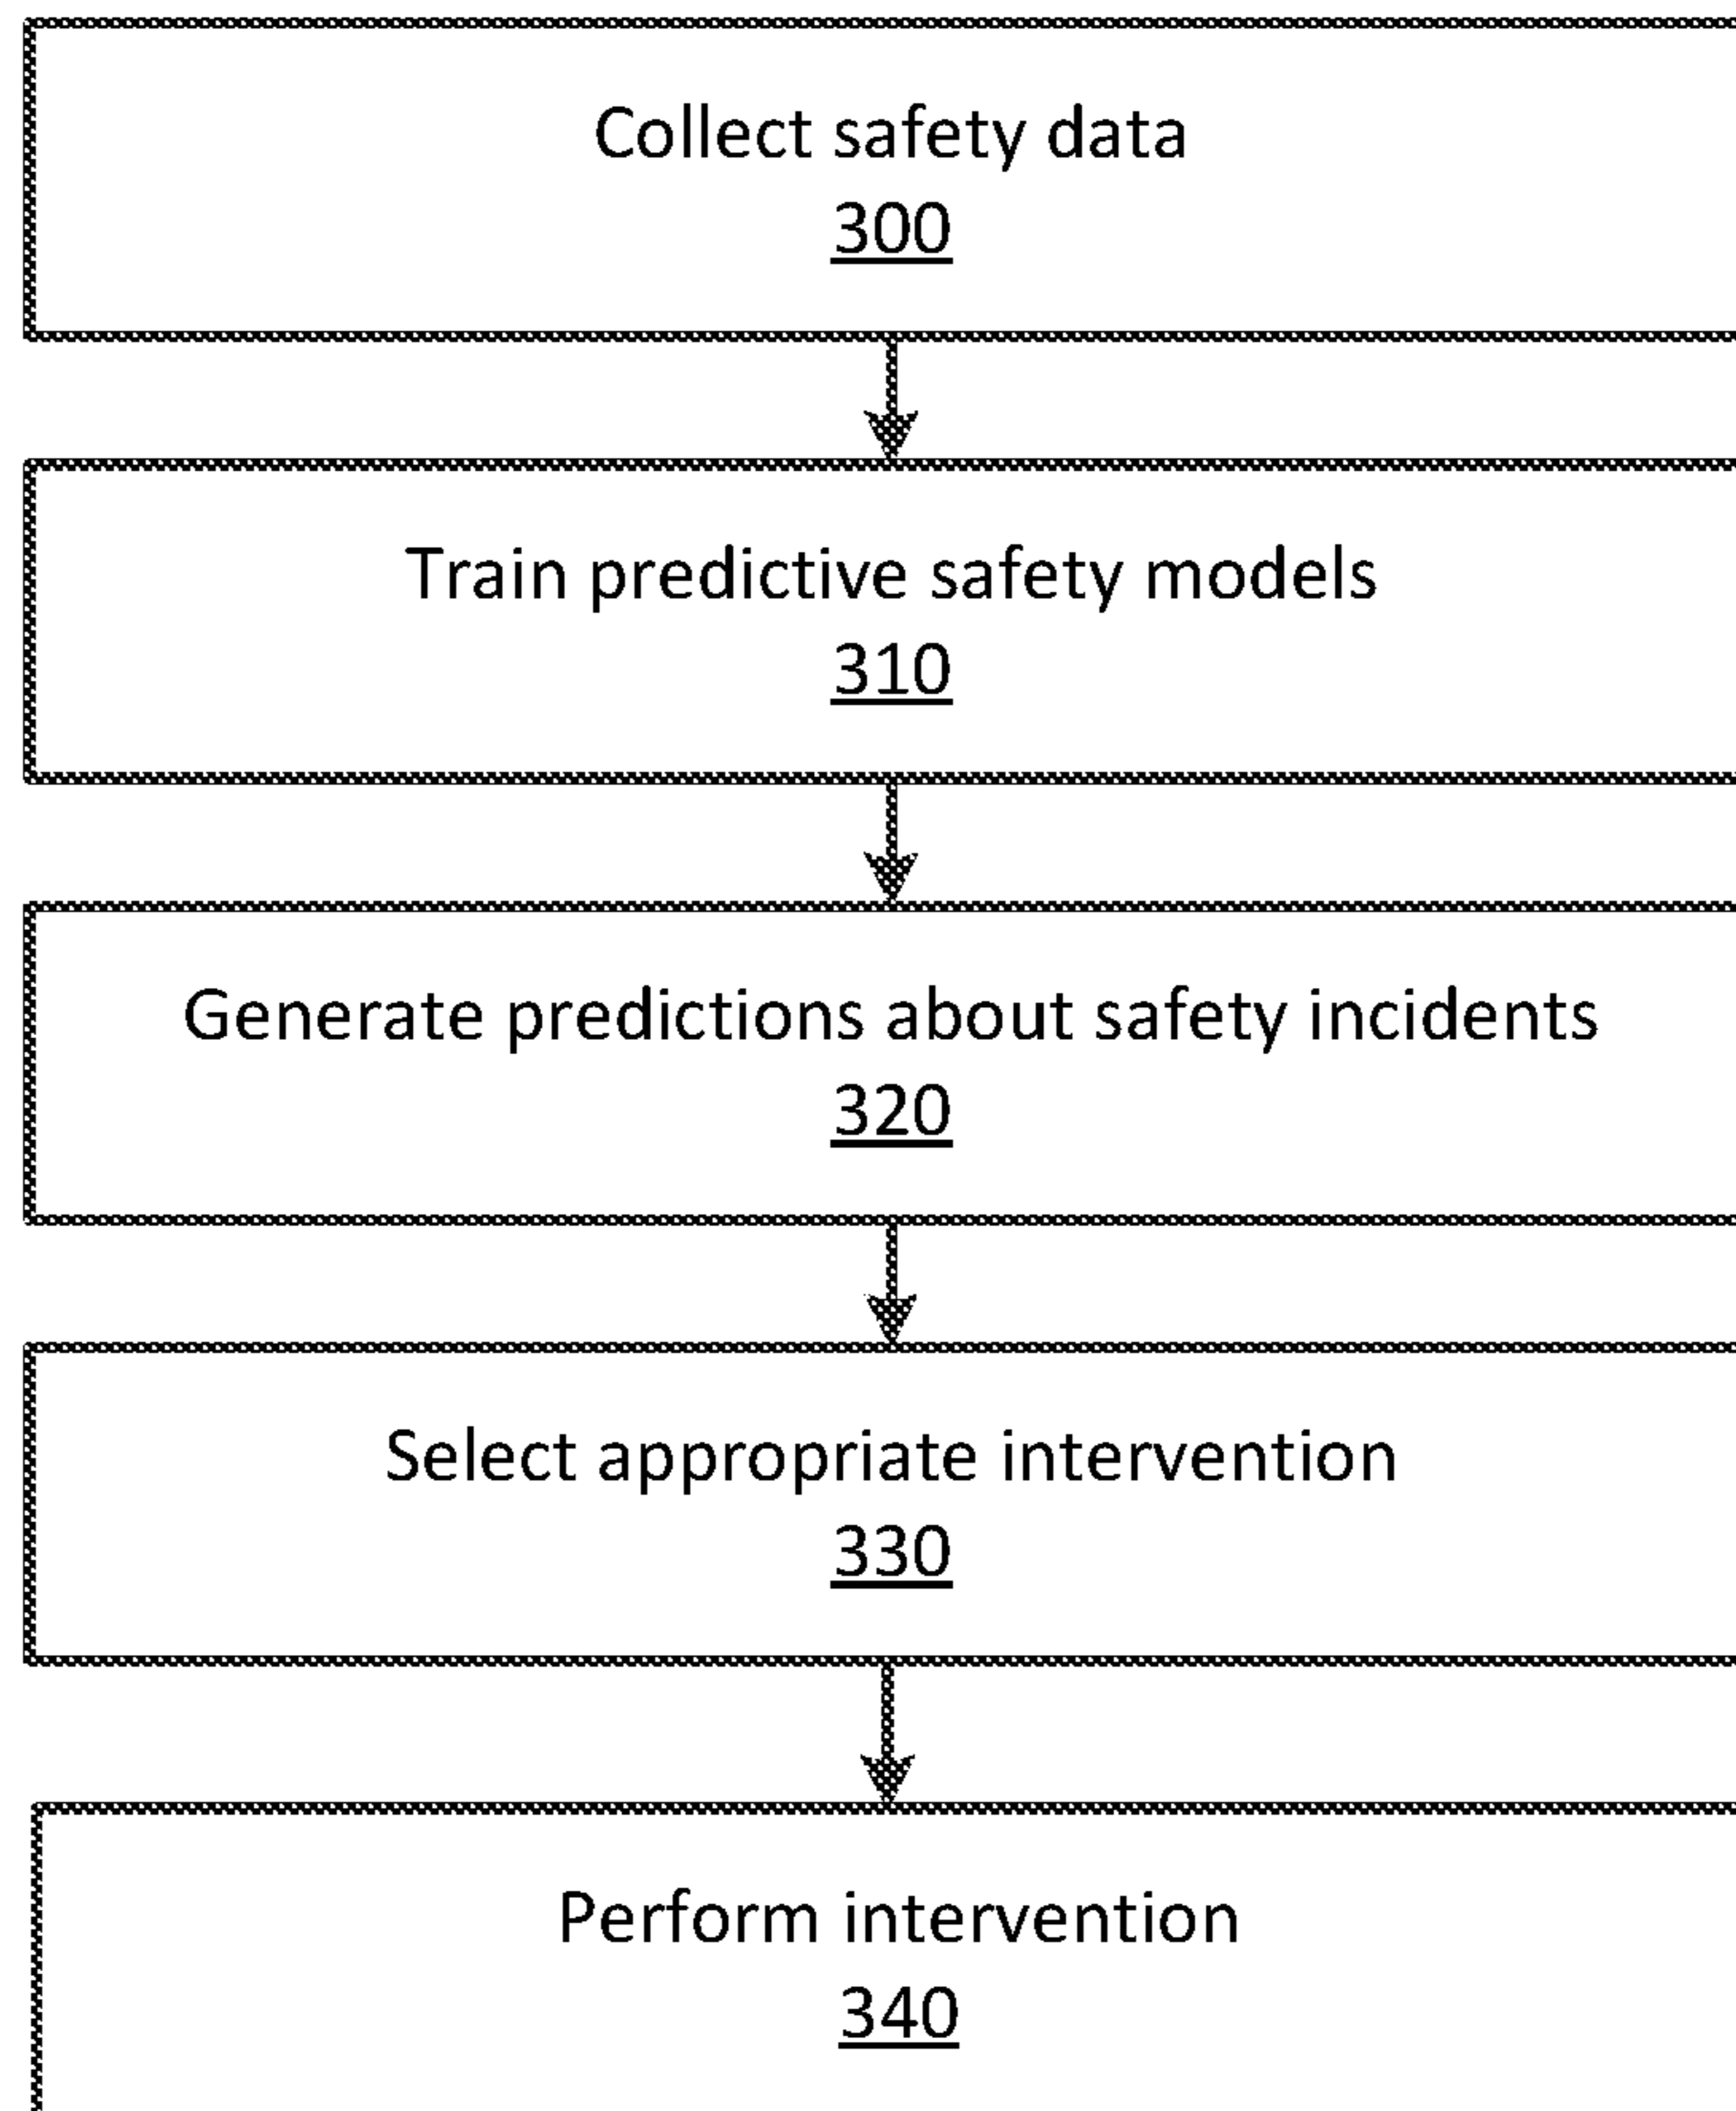 Collect safety data
300
Train predictive safety models
310
Generate predictions about safety incidents
320
Select appropriate intervention
330
Perform intervention
340